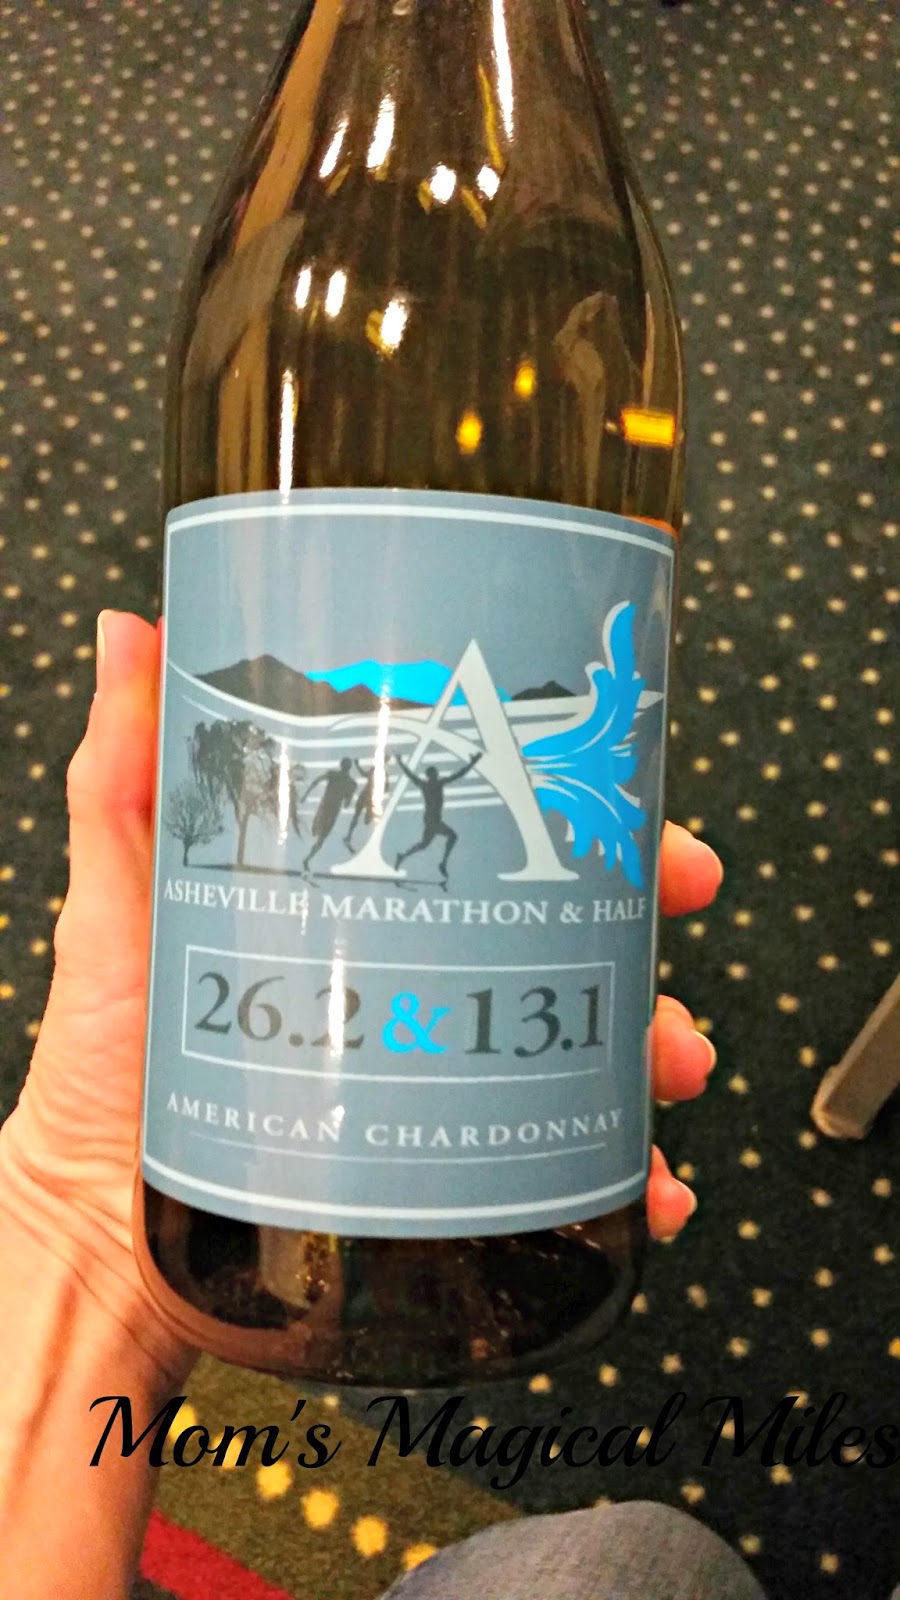 A
ASHEVILLE MARATHON & HALF
26.2 & 13.1
AMERICAN CHARDONNAY
Mom's Magical Miles